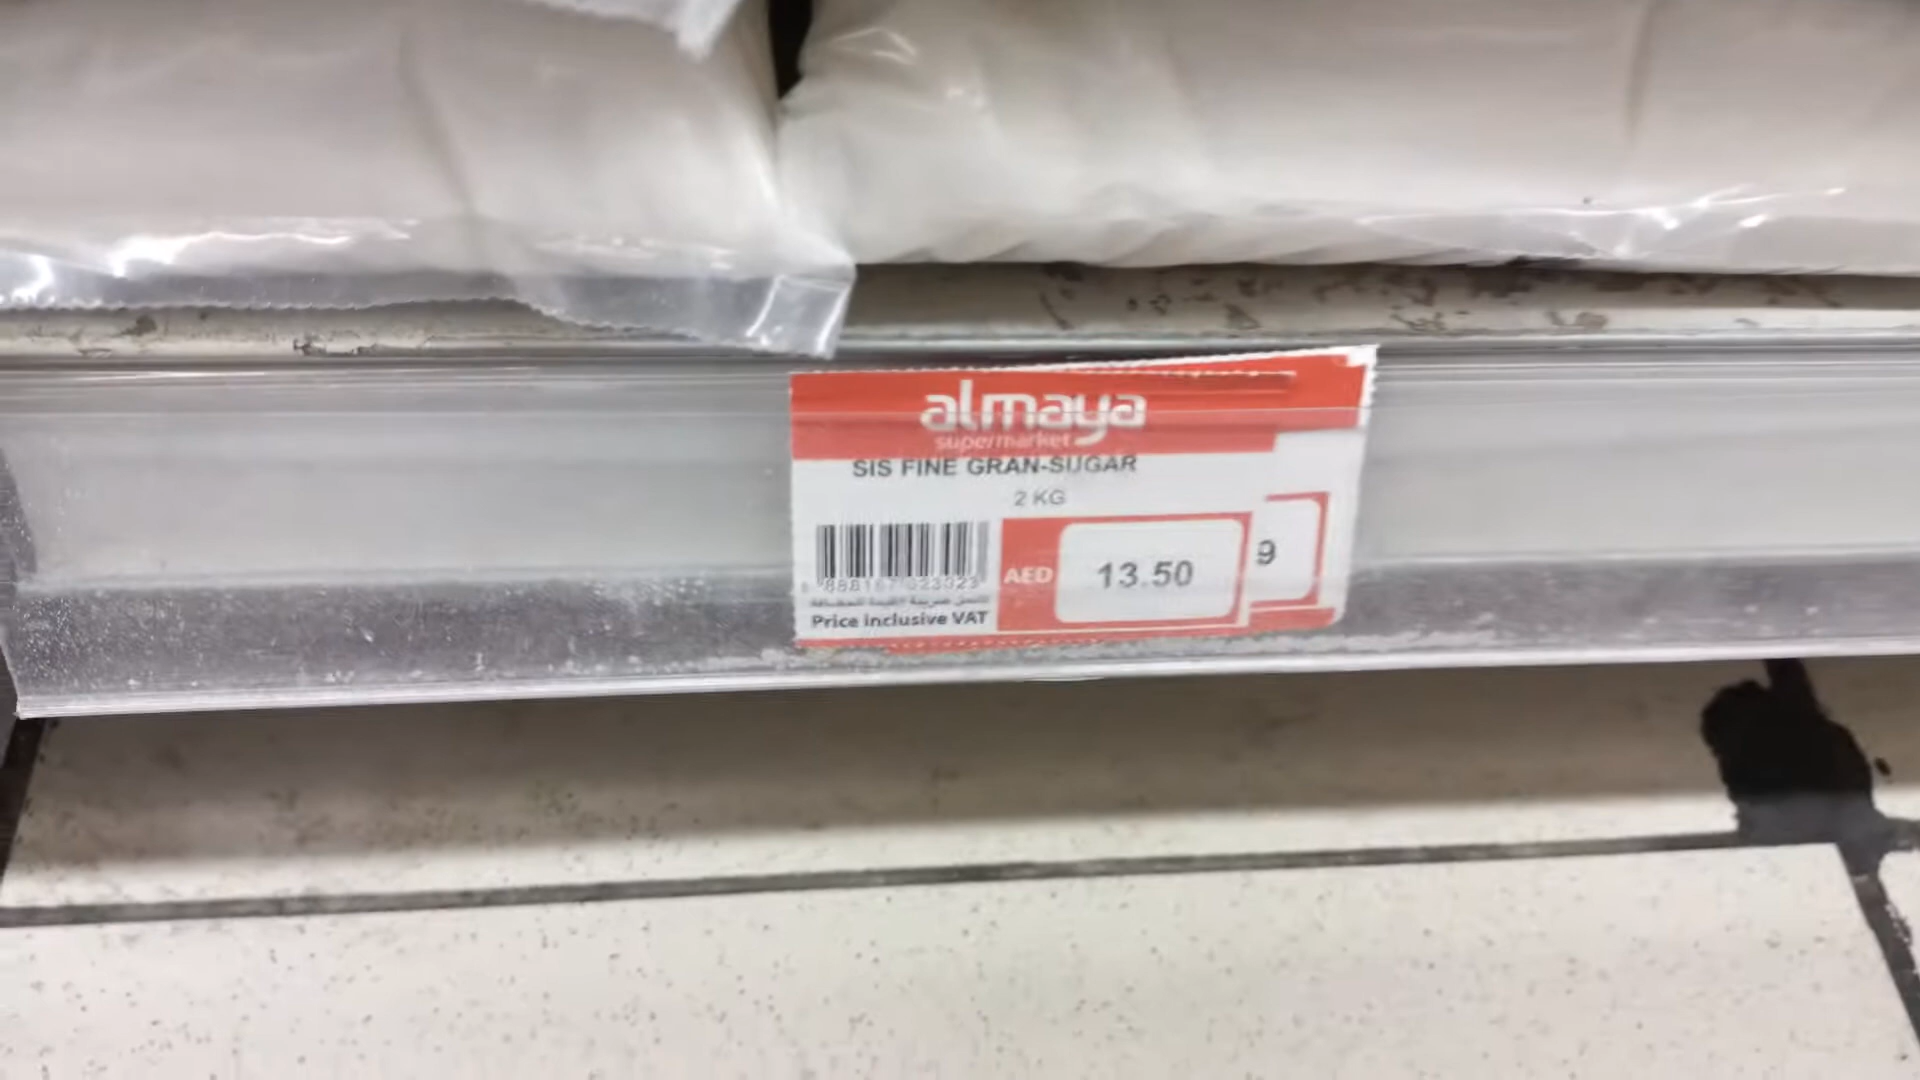 almaya
supermarket
SIS FINE GRAN-SUGAR
2 KG
AED 13.50
9
Price inclusive VAT